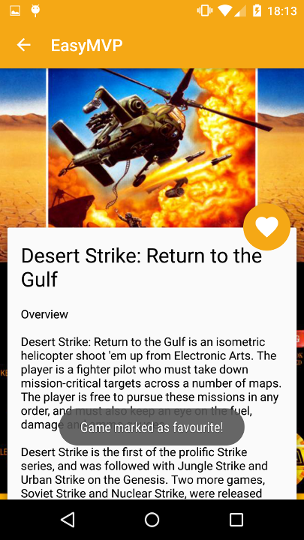 18:13
EasyMVP
Desert Strike: Return to the
Gulf
Overview
Desert Strike: Return to the Gulf is an isometric
helicopter shoot 'em up from Electronic Arts. The
player is a fighter pilot who must take down
mission-critical targets across a number of maps.
The player is free to pursue these missions in any
order, and must also keep an eye on the fuel,
damage
Game marked as favourite!
Desert Strike is the first of the prolific Strike
series, and was followed with Jungle Strike and
Urban Strike on the Genesis. Two more games,
Soviet Strike and Nuclear Strike, were released